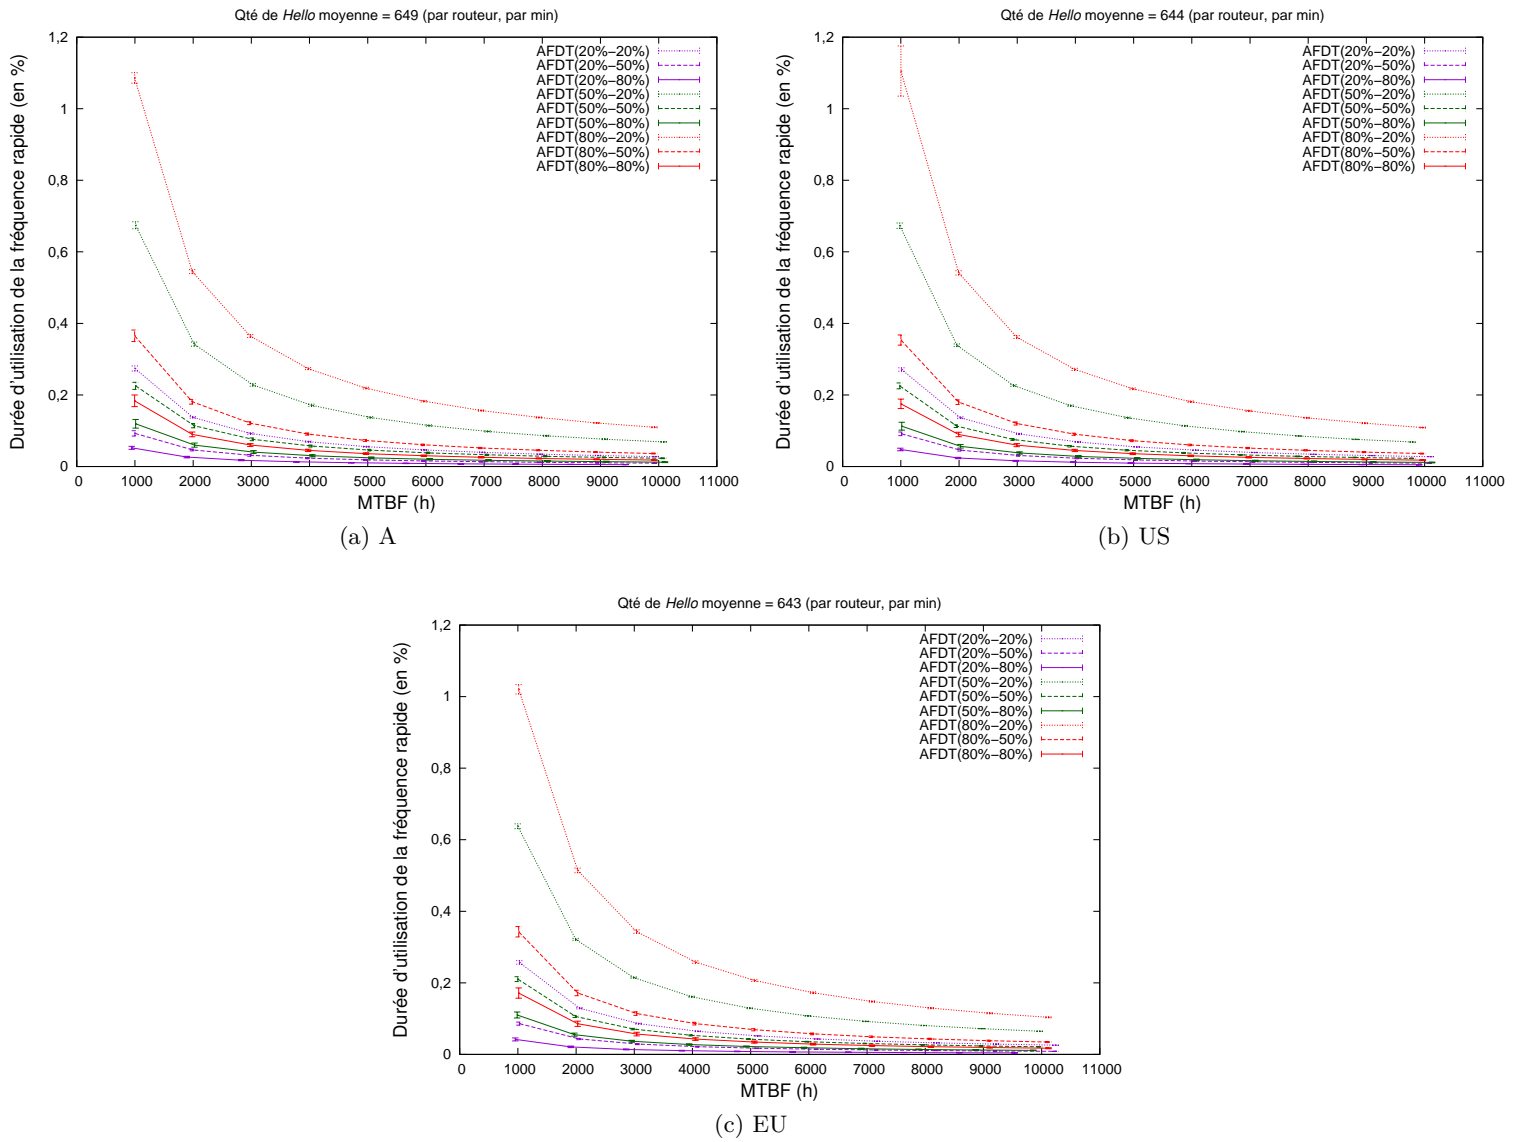 Qté de Hello moyenne = 649 (par routeur, par min)
Durée d'utilisation de la fréquence rapide (en %)
1,2
1
0,8
0,6
0,4
0,2
0
AFDT(20%−20%)
AFDT(20%−50%)
AFDT(20%−80%)
AFDT(50%−20%)
AFDT(50%−50%)
AFDT(50%−80%)
AFDT(80%−20%)
AFDT(80%−50%)
AFDT(80%−80%)
0 1000 2000 3000 4000 5000 6000 7000 8000 9000 10000 11000
MTBF (h)
(a) A
Qté de Hello moyenne = 644 (par routeur, par min)
Durée d'utilisation de la fréquence rapide (en %)
1,2
1
0,8
0,6
0,4
0,2
0
AFDT(20%−20%)
AFDT(20%−50%)
AFDT(20%−80%)
AFDT(50%−20%)
AFDT(50%−50%)
AFDT(50%−80%)
AFDT(80%−20%)
AFDT(80%−50%)
AFDT(80%−80%)
0 1000 2000 3000 4000 5000 6000 7000 8000 9000 10000 11000
MTBF (h)
(b) US
Qté de Hello moyenne = 643 (par routeur, par min)
Durée d'utilisation de la fréquence rapide (en %)
1,2
1
0,8
0,6
0,4
0,2
0
AFDT(20%−20%)
AFDT(20%−50%)
AFDT(20%−80%)
AFDT(50%−20%)
AFDT(50%−50%)
AFDT(50%−80%)
AFDT(80%−20%)
AFDT(80%−50%)
AFDT(80%−80%)
0 1000 2000 3000 4000 5000 6000 7000 8000 9000 10000 11000
MTBF (h)
(c) EU